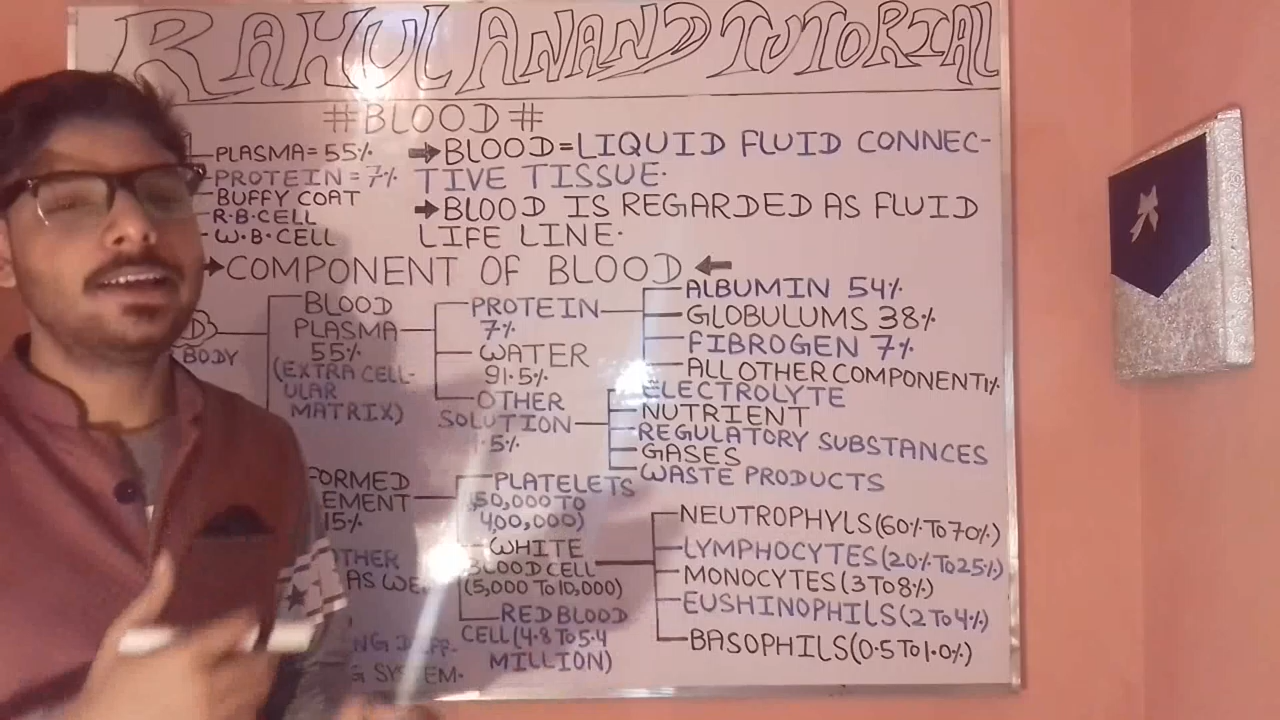 RAHUL ANAND TUTORIAL
#BLOOD#
PLASMA=55%
PROTEIN=7%
BUFFY COAT
R.B.CELL
W.B.CELL
➡BLOOD=LIQUID FLUID CONNEC-
TIVE TISSUE.
➡BLOOD IS REGARDED AS FLUID
LIFE LINE.
➡COMPONENT OF BLOOD⬅
BODY
BLOOD
PLASMA
55%
(EXTRA CELL-
ULAR
MATRIX)
PROTEIN
7%
WATER
91.5%
OTHER
SOLUTION
ALBUMIN 54%
GLOBULUMS 38%
FIBROGEN 7%
ALL OTHER COMPONENT 1%
ELECTROLYTE
NUTRIENT
REGULATORY SUBSTANCES
GASES
WASTE PRODUCTS
FORMED
EMENT
PLATELETS
50,000 TO
400,000)
WHITE
BLOOD CELL
(5,000 TO 10,000)
RED BLOOD
CELL(4.8 TO 5.4
MILLION)
NEUTROPHYLS(60% TO 70%)
LYMPHOCYTES(20% TO 25%)
MONOCYTES(3 TO 8%)
EUSHINOPHILS(2 TO 4%)
BASOPHILS(0.5 TO 1.0%)
THER
AS WE
NG DIFF-
G SYSTEM.